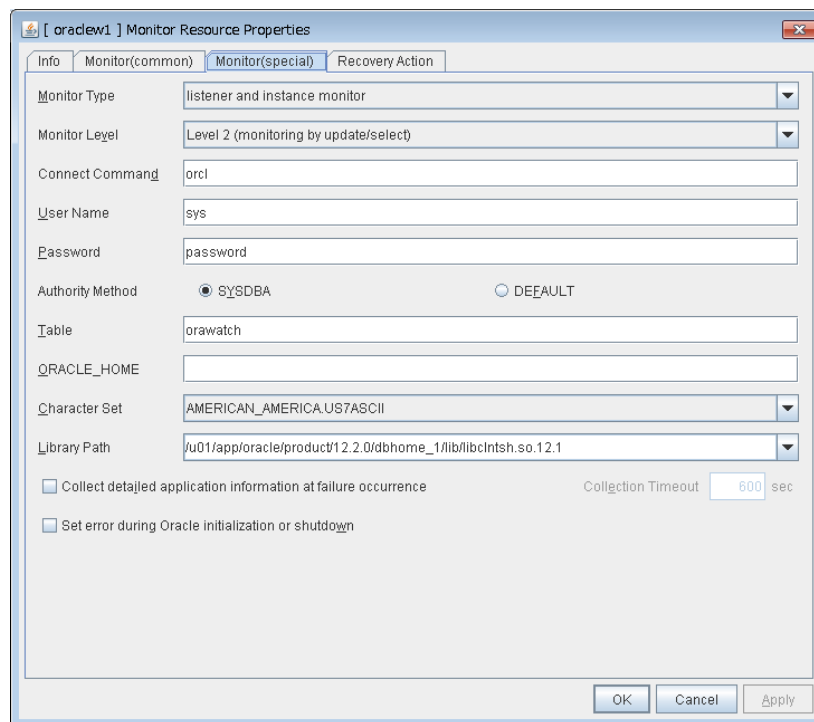 [ oraclew1 ] Monitor Resource Properties
Info Monitor(common) Monitor(special) Recovery Action
Monitor Type listener and instance monitor
Monitor Level Level 2 (monitoring by update/select)
Connect Command orcl
User Name sys
Password password
Authority Method SYSDBA DEFAULT
Table orawatch
ORACLE_HOME
Character Set AMERICAN_AMERICA.US7ASCII
Library Path /u01/app/oracle/product/12.2.0/dbhome_1/lib/libclntsh.so.12.1
Collect detailed application information at failure occurrence Collection Timeout 600 sec
Set error during Oracle initialization or shutdown
OK Cancel Apply